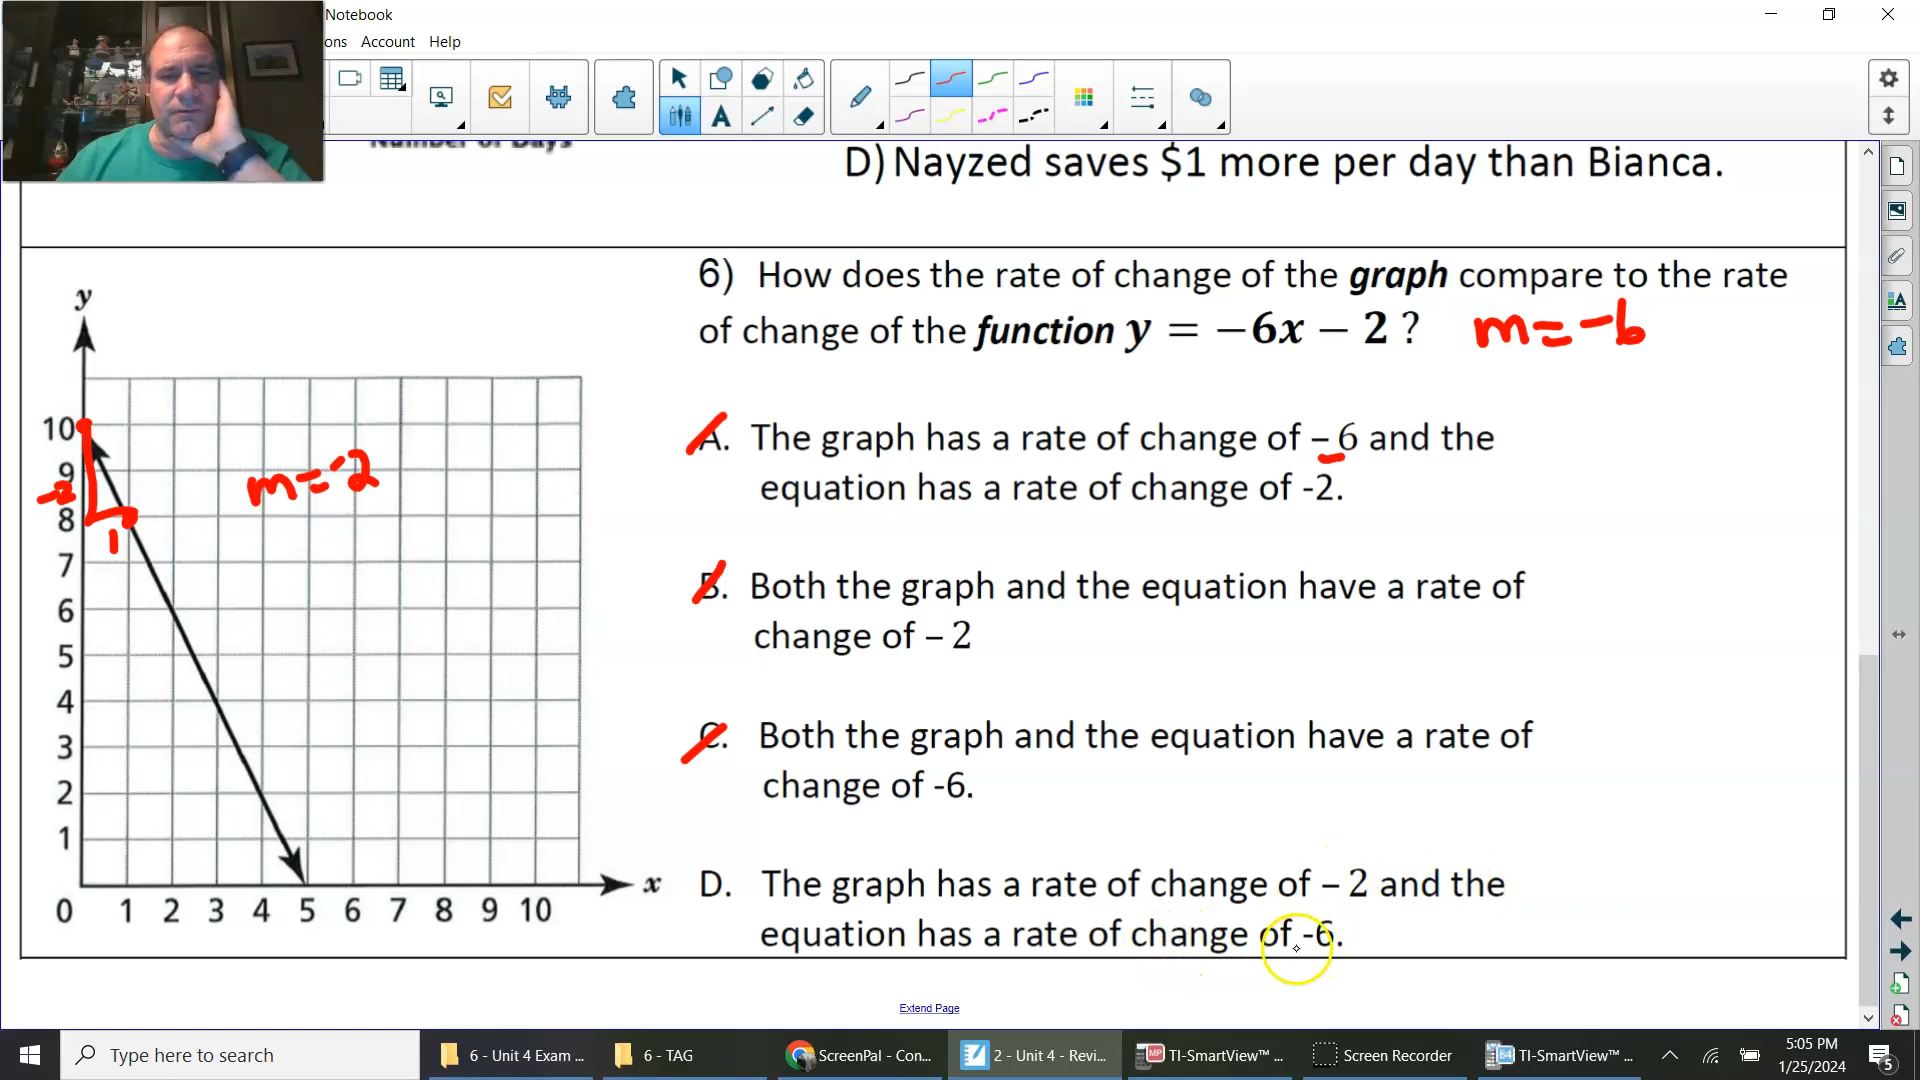 Notebook
ons Account Help
Number of Days
D) Nayzed saves $1 more per day than Bianca.
6) How does the rate of change of the graph compare to the rate
of change of the function y = −6x − 2 ?
m = -6
y
10
9
8
7
6
5
4
3
2
1
0 1 2 3 4 5 6 7 8 9 10
x
-2
1
m = -2
A. The graph has a rate of change of – 6 and the
equation has a rate of change of -2.
B. Both the graph and the equation have a rate of
change of – 2
C. Both the graph and the equation have a rate of
change of -6.
D. The graph has a rate of change of – 2 and the
equation has a rate of change of -6.
Extend Page
Type here to search
6 - Unit 4 Exam ...
6 - TAG
ScreenPal - Con...
2 - Unit 4 - Revi...
TI-SmartView™ ...
Screen Recorder
TI-SmartView™ ...
5:05 PM
1/25/2024
5